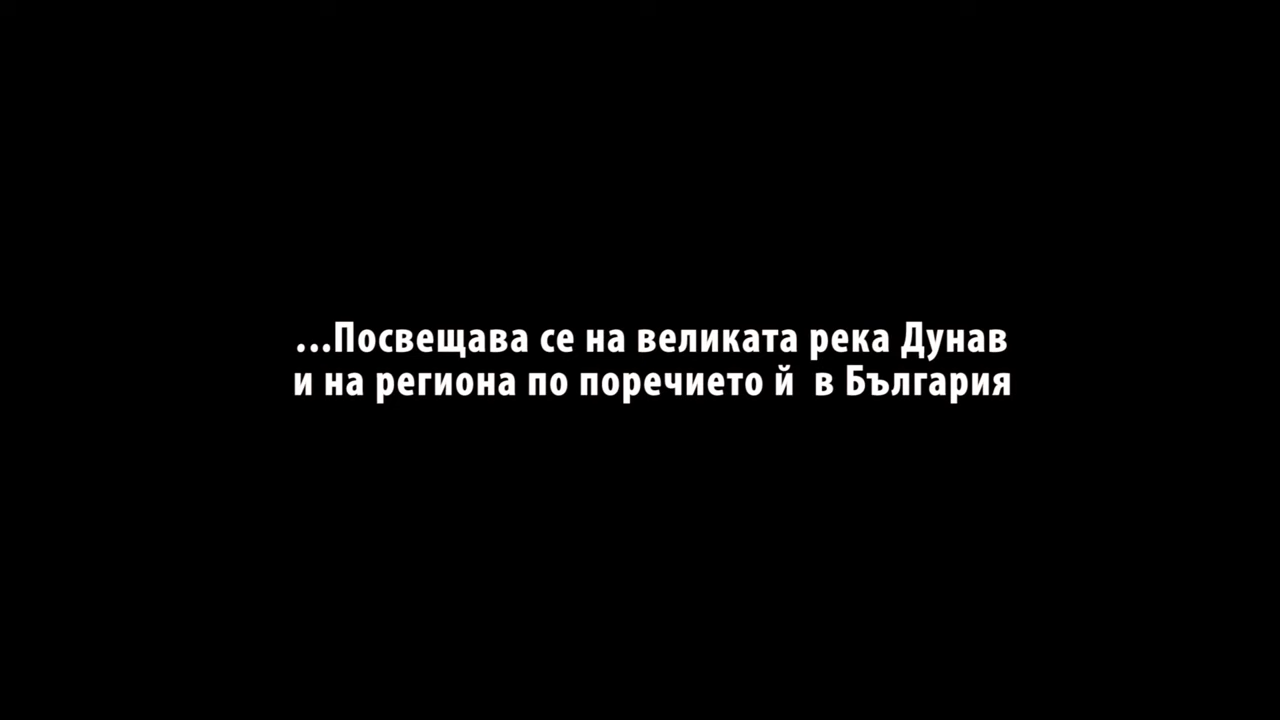 ...Посвещава се на великата река Дунав
и на региона по поречието й  в България